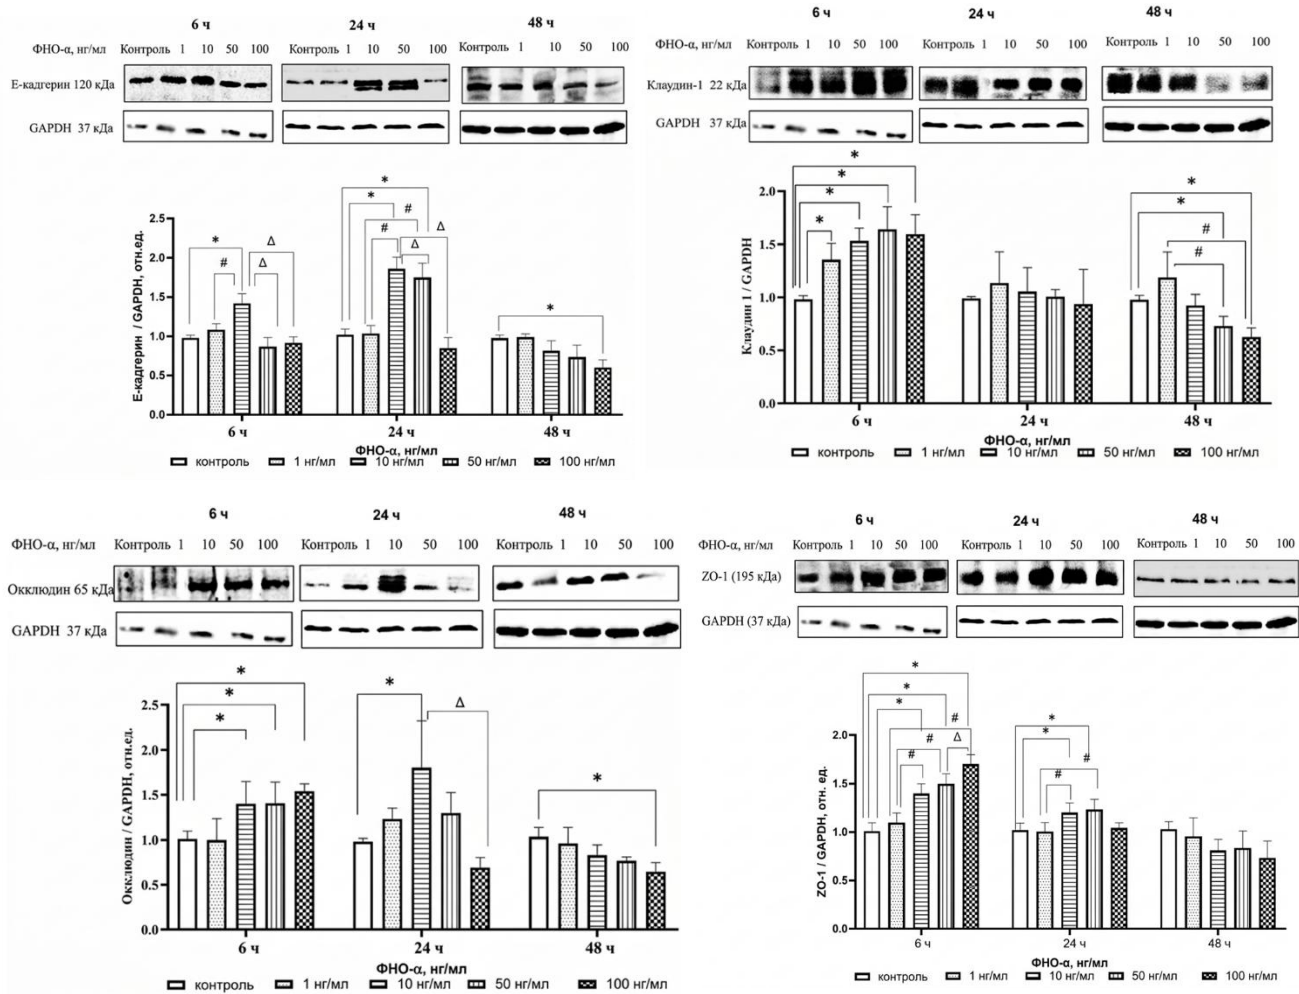 6 ч 24 ч 48 ч
ФНО-α, нг/мл Контроль 1 10 50 100 Контроль 1 10 50 100 Контроль 1 10 50 100
Е-кадгерин 120 кДа
GAPDH 37 кДа
* * * # # Δ Δ
* # Δ Δ *
Е-кадгерин / GAPDH, отн.ед.
2.5
2.0
1.5
1.0
0.5
0.0
6 ч 24 ч 48 ч
ФНО-α, нг/мл
контроль 1 нг/мл 10 нг/мл 50 нг/мл 100 нг/мл
6 ч 24 ч 48 ч
ФНО-α, нг/мл Контроль 1 10 50 100 Контроль 1 10 50 100 Контроль 1 10 50 100
Клаудин-1 22 кДа
GAPDH 37 кДа
* * * *
* * # #
Клаудин 1 / GAPDH
2.0
1.5
1.0
0.5
0.0
6 ч 24 ч 48 ч
ФНО-α, нг/мл
контроль 1 нг/мл 10 нг/мл 50 нг/мл 100 нг/мл
6 ч 24 ч 48 ч
ФНО-α, нг/мл Контроль 1 10 50 100 Контроль 1 10 50 100 Контроль 1 10 50 100
Окклюдин 65 кДа
GAPDH 37 кДа
* * * * Δ *
Окклюдин / GAPDH, отн.ед.
2.5
2.0
1.5
1.0
0.5
0.0
6 ч 24 ч 48 ч
ФНО-α, нг/мл
контроль 1 нг/мл 10 нг/мл 50 нг/мл 100 нг/мл
6 ч 24 ч 48 ч
ФНО-α, нг/мл Контроль 1 10 50 100 Контроль 1 10 50 100 Контроль 1 10 50 100
ZO-1 (195 кДа)
GAPDH (37 кДа)
* * * # # # Δ
* * # #
ZO-1 / GAPDH, отн. ед.
2.0
1.5
1.0
0.5
0.0
6 ч 24 ч 48 ч
ФНО-α, нг/мл
контроль 1 нг/мл 10 нг/мл 50 нг/мл 100 нг/мл